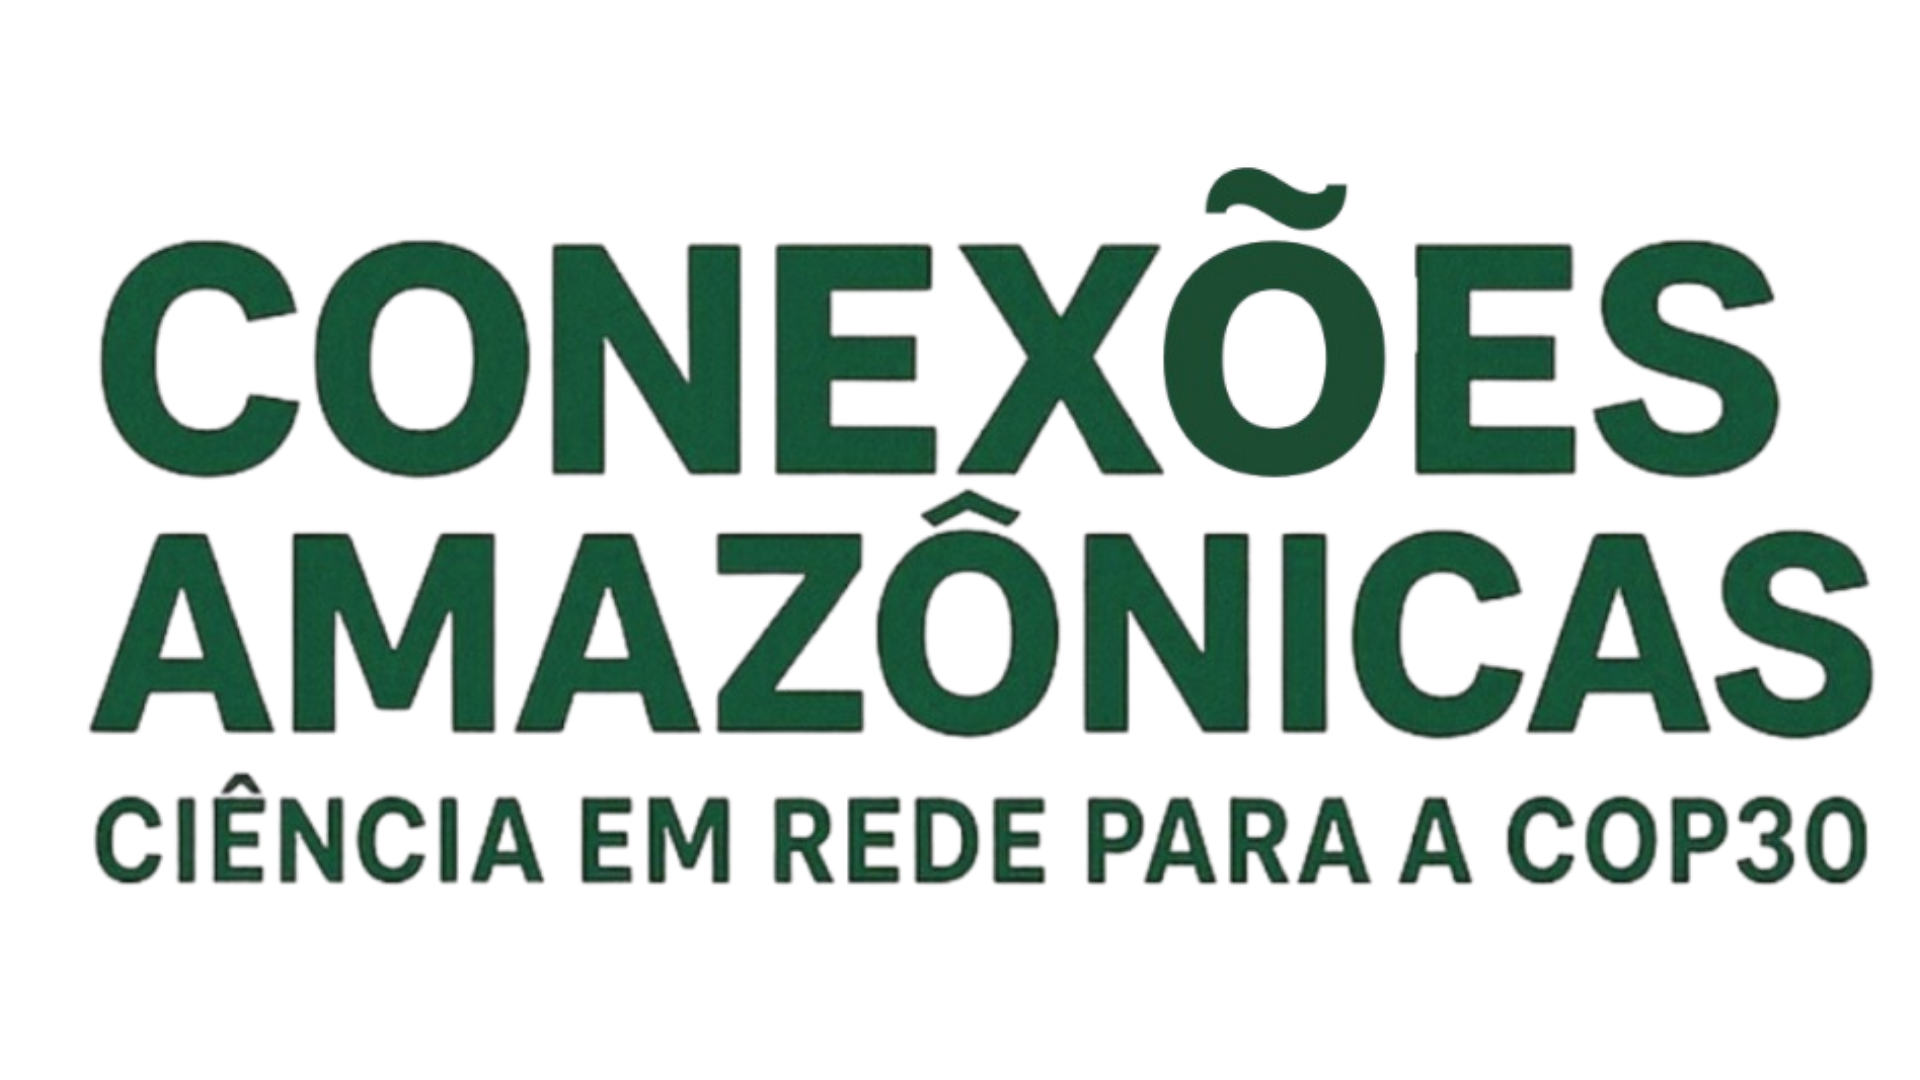 CONEXÕES
AMAZÔNICAS
CIÊNCIA EM REDE PARA A COP30